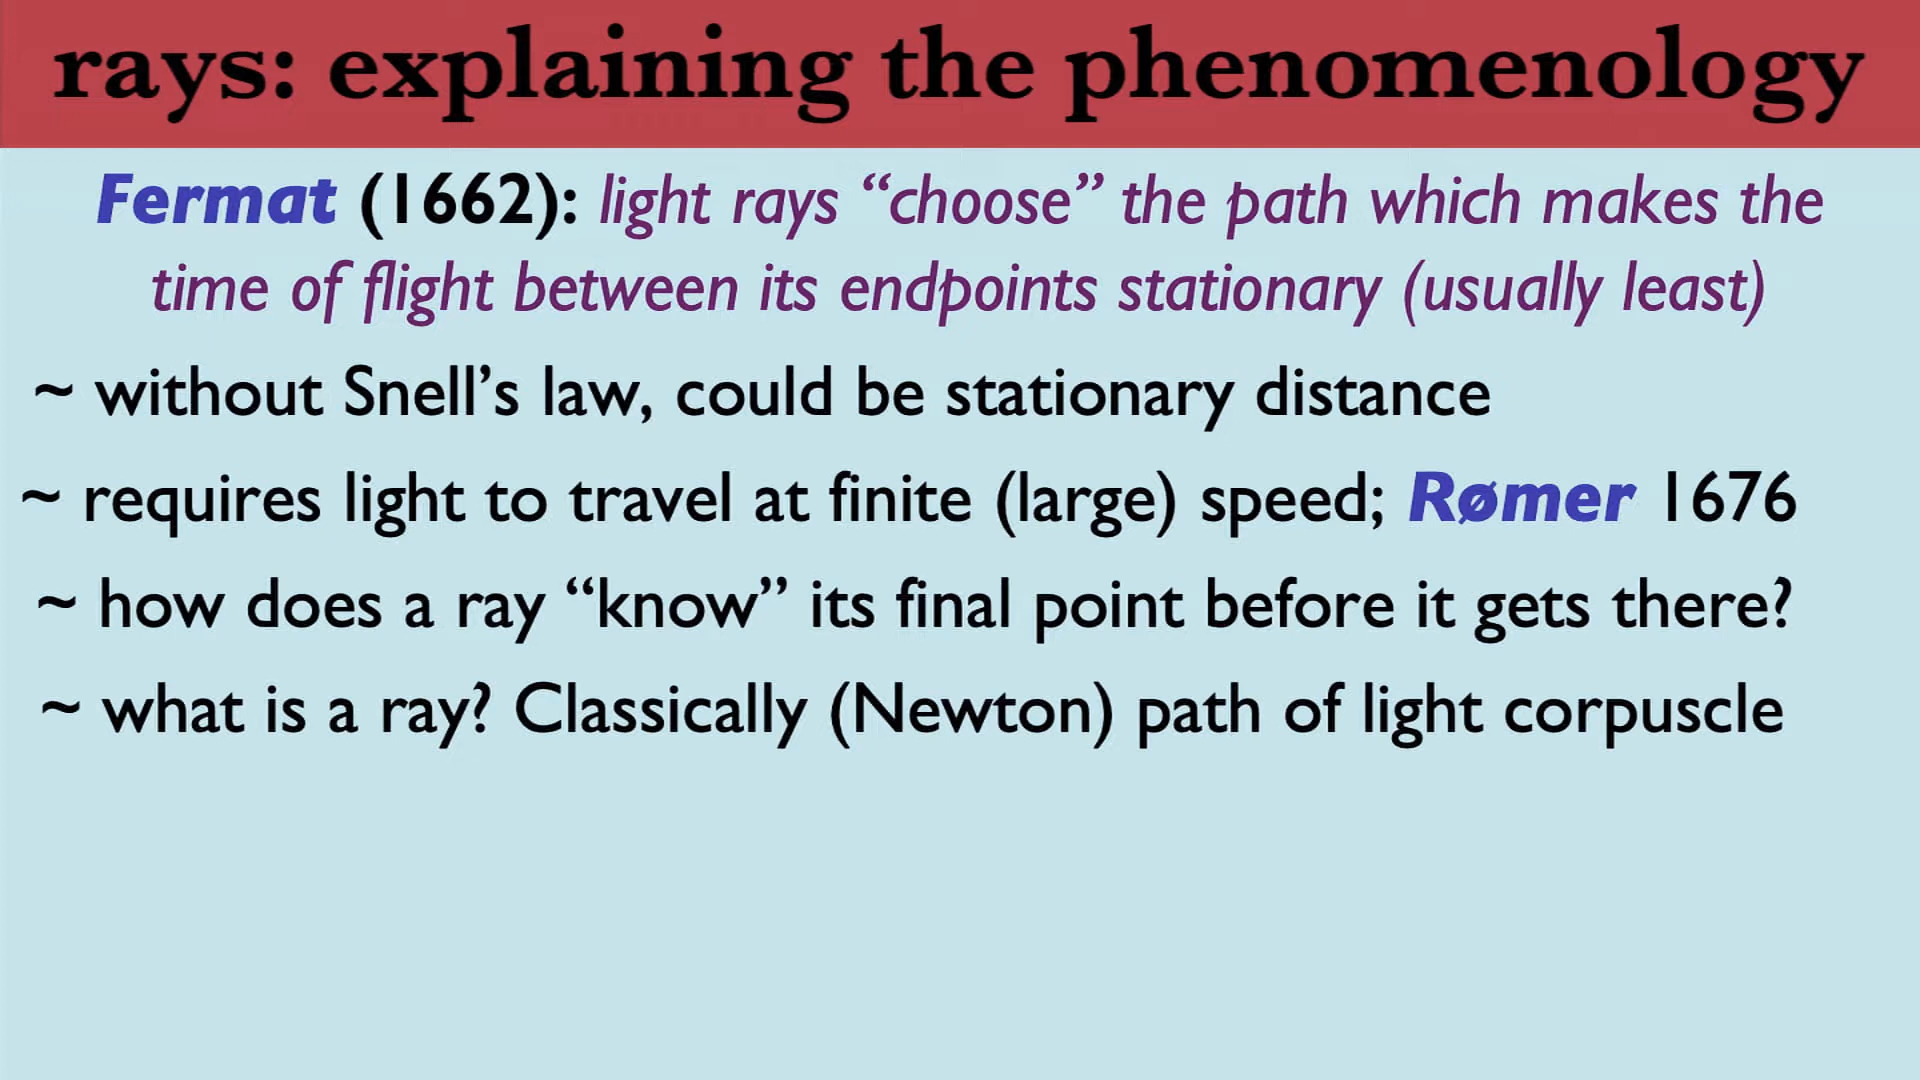 rays: explaining the phenomenology
Fermat (1662): light rays “choose” the path which makes the
time of flight between its endpoints stationary (usually least)
~ without Snell’s law, could be stationary distance
~ requires light to travel at finite (large) speed; Rømer 1676
~ how does a ray “know” its final point before it gets there?
~ what is a ray? Classically (Newton) path of light corpuscle